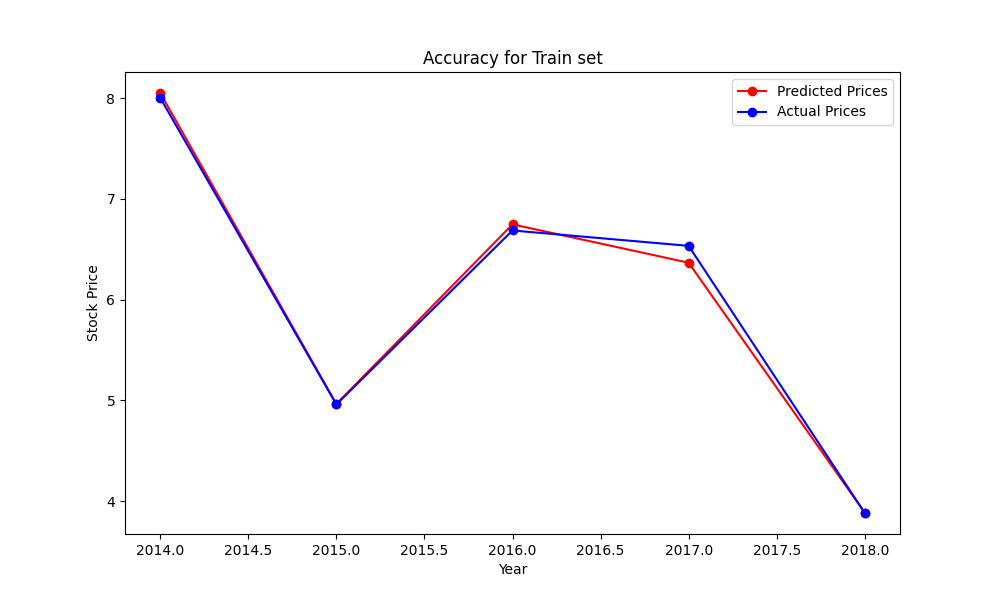 Accuracy for Train set
Predicted Prices
Actual Prices
8
7
6
5
4
Stock Price
2014.0 2014.5 2015.0 2015.5 2016.0 2016.5 2017.0 2017.5 2018.0
Year